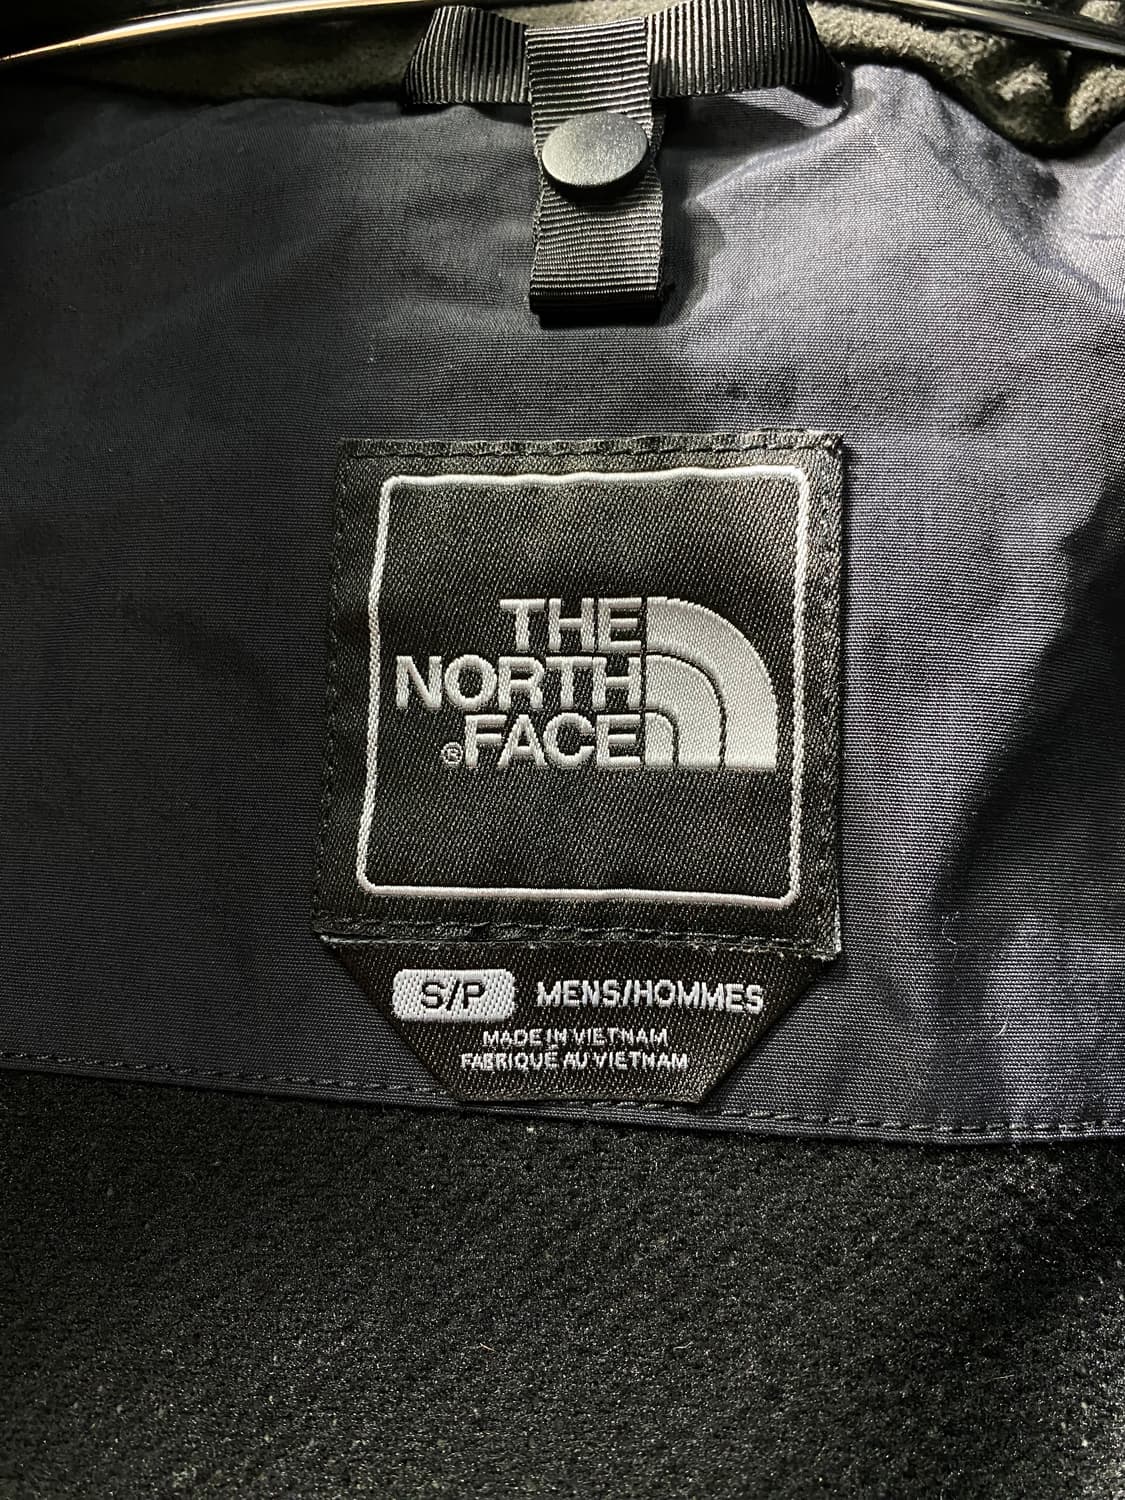 THE
NORTH
®FACE
S/P MENS/HOMMES
MADE IN VIETNAM
FABRIQUÉ AU VIETNAM